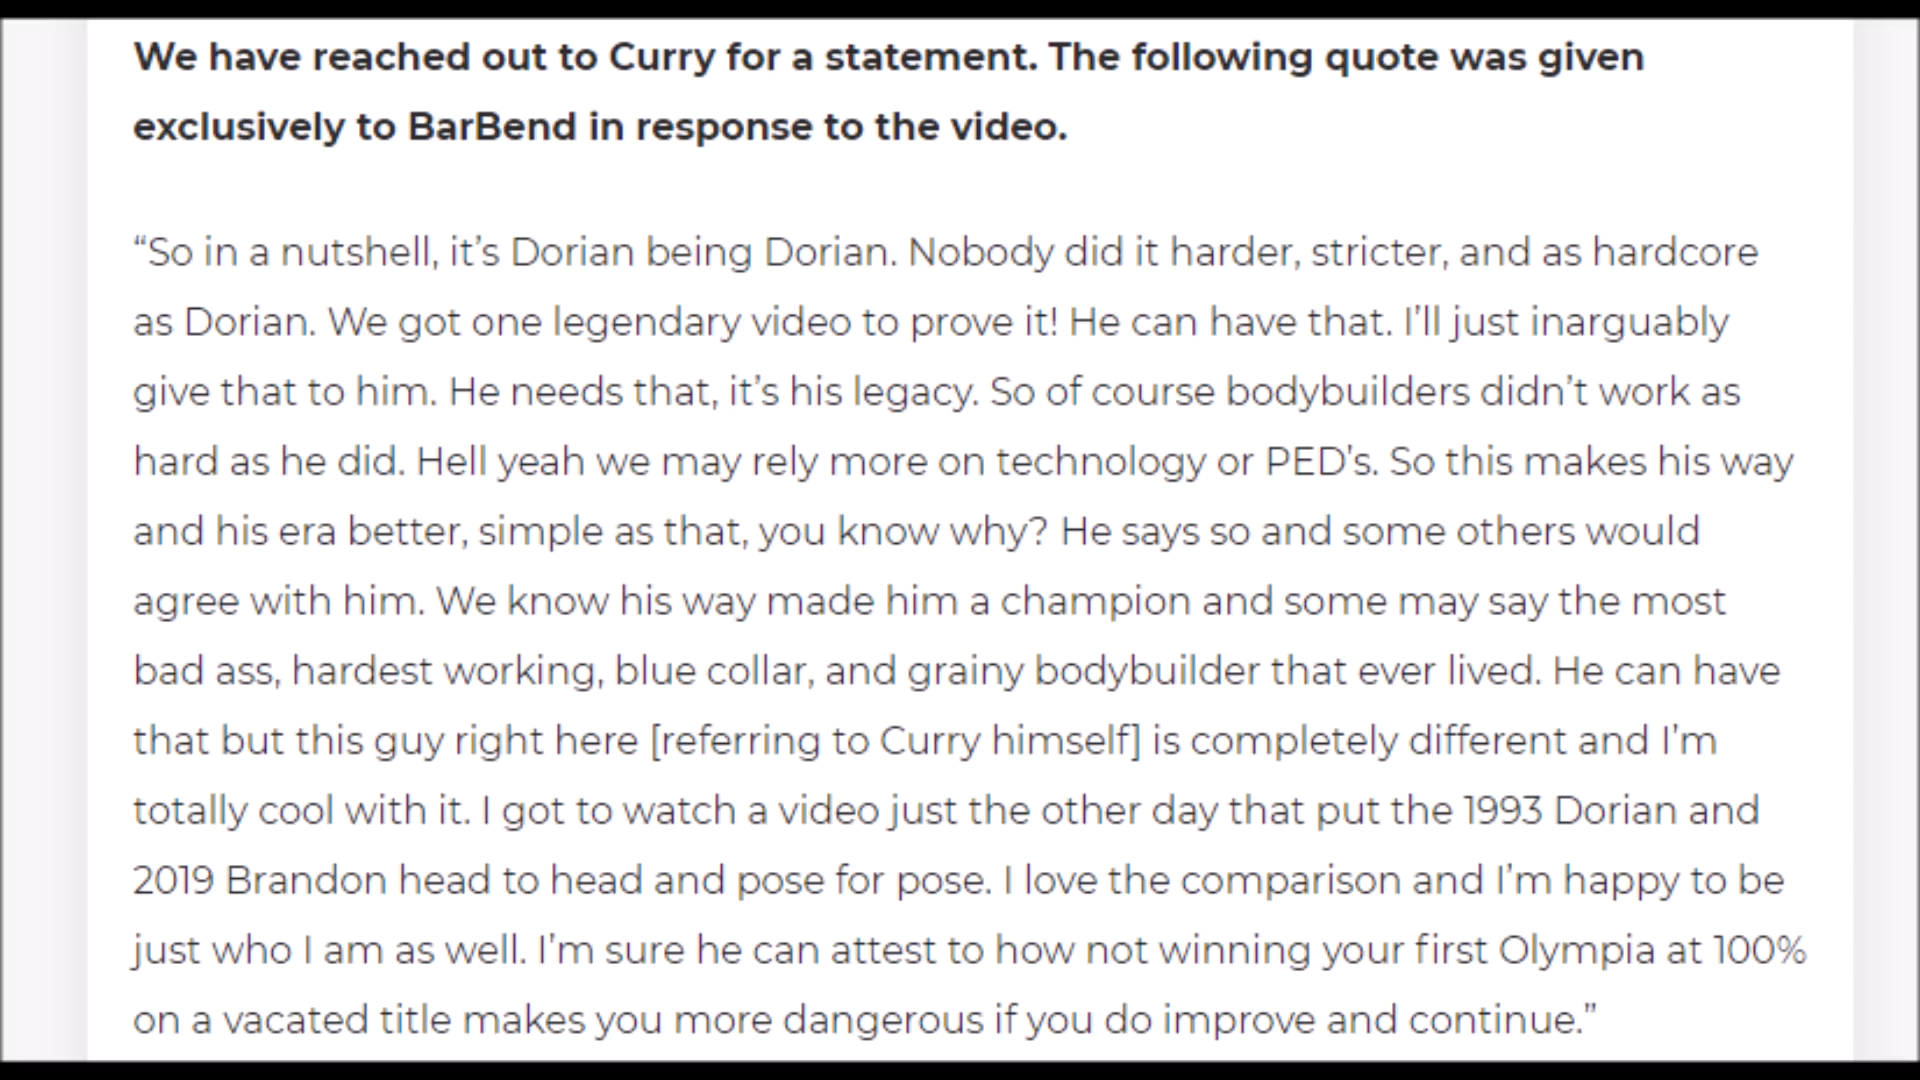 We have reached out to Curry for a statement. The following quote was given
exclusively to BarBend in response to the video.
“So in a nutshell, it’s Dorian being Dorian. Nobody did it harder, stricter, and as hardcore
as Dorian. We got one legendary video to prove it! He can have that. I’ll just inarguably
give that to him. He needs that, it’s his legacy. So of course bodybuilders didn’t work as
hard as he did. Hell yeah we may rely more on technology or PED’s. So this makes his way
and his era better, simple as that, you know why? He says so and some others would
agree with him. We know his way made him a champion and some may say the most
bad ass, hardest working, blue collar, and grainy bodybuilder that ever lived. He can have
that but this guy right here [referring to Curry himself] is completely different and I’m
totally cool with it. I got to watch a video just the other day that put the 1993 Dorian and
2019 Brandon head to head and pose for pose. I love the comparison and I’m happy to be
just who I am as well. I’m sure he can attest to how not winning your first Olympia at 100%
on a vacated title makes you more dangerous if you do improve and continue.”